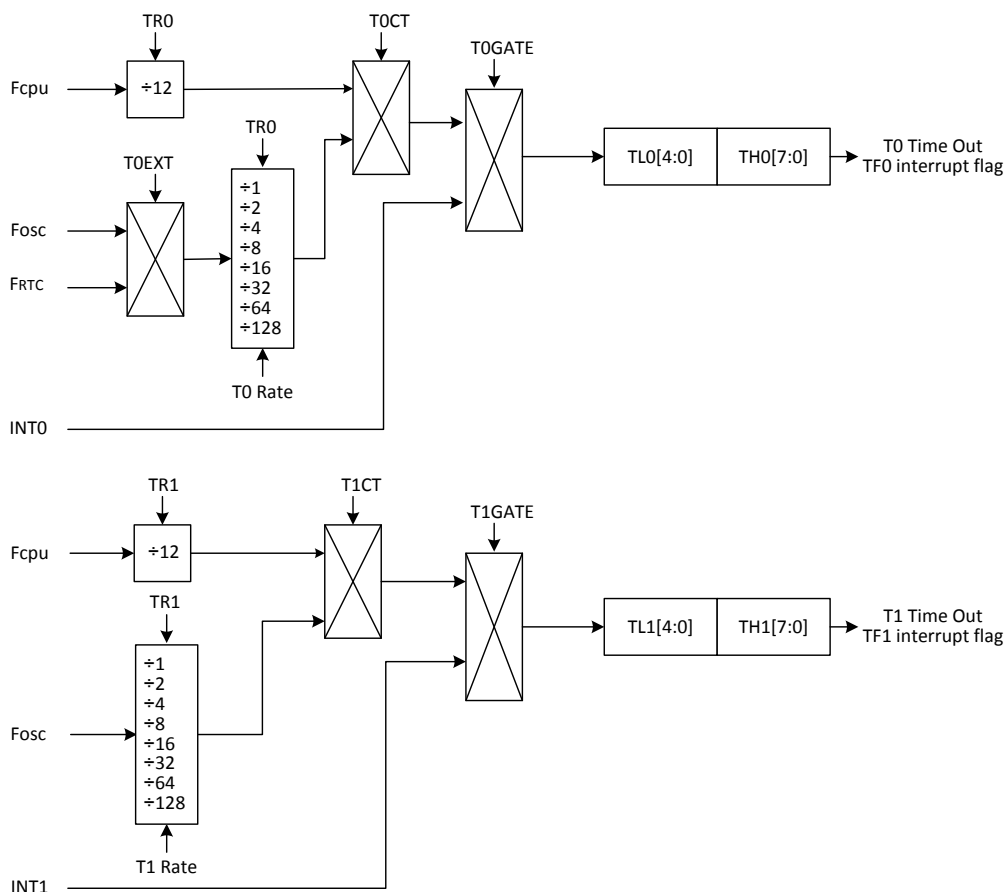 TR0
T0CT
T0GATE
Fcpu
÷12
TR0
T0EXT
÷1
÷2
÷4
÷8
÷16
÷32
÷64
÷128
Fosc
FRTC
T0 Rate
INT0
TL0[4:0]
TH0[7:0]
T0 Time Out
TF0 interrupt flag
TR1
T1CT
T1GATE
Fcpu
÷12
TR1
÷1
÷2
÷4
÷8
÷16
÷32
÷64
÷128
Fosc
T1 Rate
INT1
TL1[4:0]
TH1[7:0]
T1 Time Out
TF1 interrupt flag